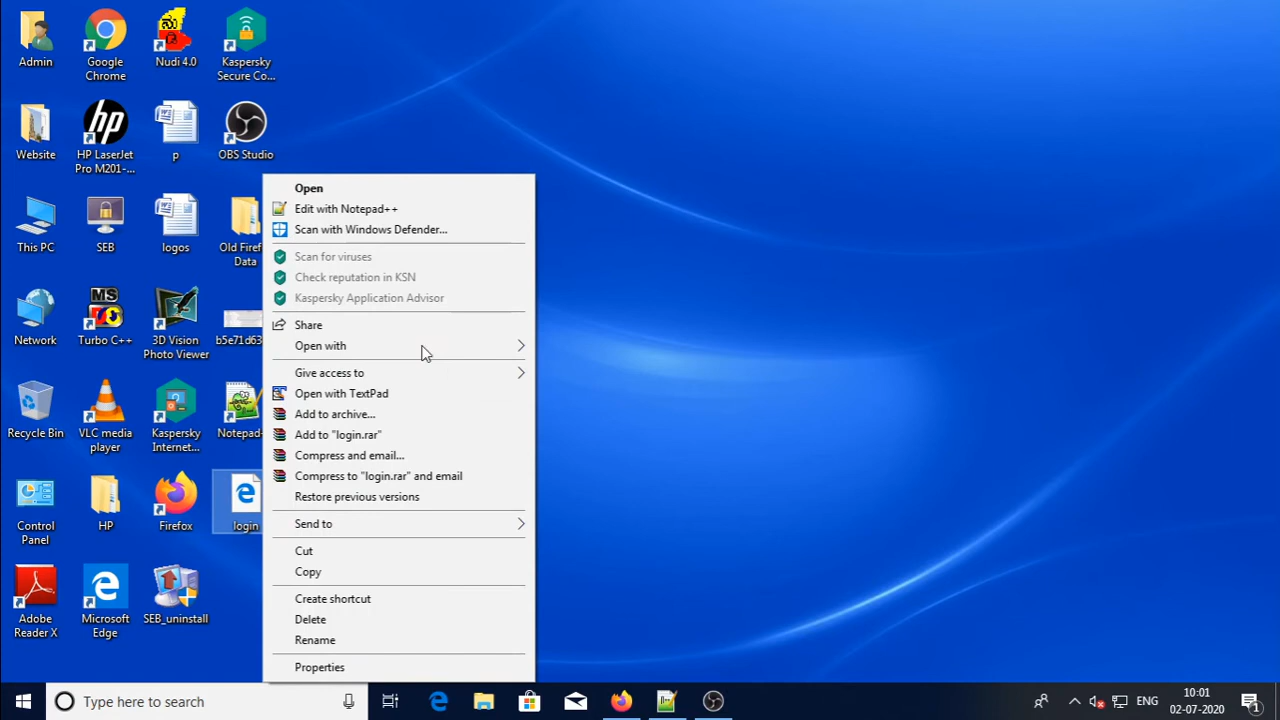 Admin
Google
Chrome
Nudi 4.0
Kaspersky
Secure Co...
Website
HP LaserJet
Pro M201-...
p
OBS Studio
This PC
SEB
logos
Old Firef
Data
Network
Turbo C++
3D Vision
Photo Viewer
b5e71d63
Recycle Bin
VLC media
player
Kaspersky
Internet...
Notepad-
Control
Panel
HP
Firefox
login
Adobe
Reader X
Microsoft
Edge
SEB_uninstall
Open
Edit with Notepad++
Scan with Windows Defender...
Scan for viruses
Check reputation in KSN
Kaspersky Application Advisor
Share
Open with
Give access to
Open with TextPad
Add to archive...
Add to "login.rar"
Compress and email...
Compress to "login.rar" and email
Restore previous versions
Send to
Cut
Copy
Create shortcut
Delete
Rename
Properties
Type here to search
ENG
10:01
02-07-2020
1